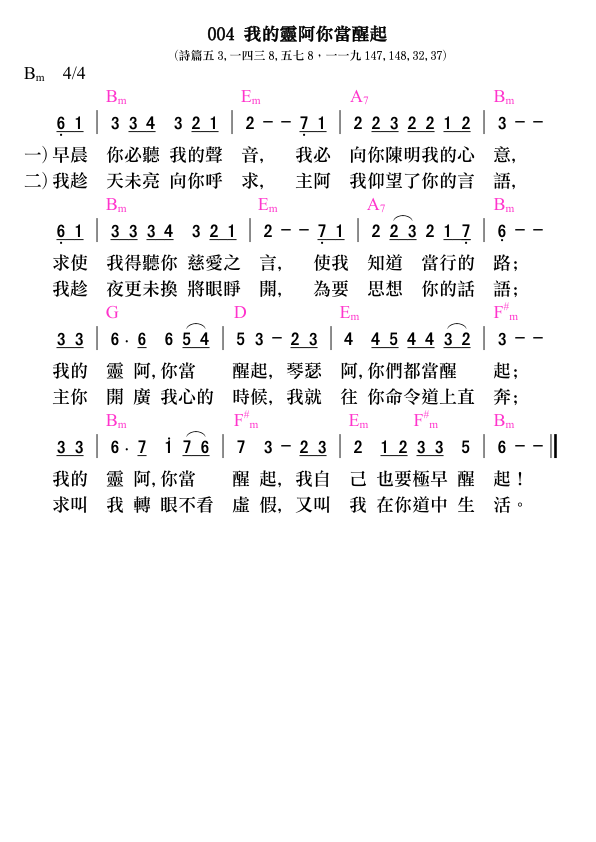 004 我的靈阿你當醒起
(詩篇五 3,一四三 8,五七 8，一一九 147,148,32,37)
Bm 4/4
Bm Em A7 Bm
6 1 | 3 3 4 3 2 1 | 2 – – 7 1 | 2 2 3 2 2 1 2 | 3 – –
一)早晨 你必聽 我的聲 音, 我必 向你陳明我的心 意,
二)我趁 天未亮 向你呼 求, 主阿 我仰望了你的言 語,
Bm Em A7 Bm
6 1 | 3 3 3 4 3 2 1 | 2 – – 7 1 | 2 2 3 2 1 7 | 6 – –
求使 我得聽你 慈愛之 言, 使我 知道 當行的 路;
我趁 夜更未換 將眼睜 開, 為要 思想 你的話 語;
G D Em F#m
3 3 | 6 · 6 6 5 4 | 5 3 – 2 3 | 4 4 5 4 4 3 2 | 3 – –
我的 靈 阿,你當 醒起, 琴瑟 阿,你們都當醒 起;
主你 開 廣 我心的 時候, 我就 往 你命令道上直 奔;
Bm F#m Em F#m Bm
3 3 | 6 · 7 i 7 6 | 7 3 – 2 3 | 2 1 2 3 3 5 | 6 – – ‖
我的 靈 阿,你當 醒 起, 我自 己 也要極早 醒 起！
求叫 我 轉 眼不看 虛 假, 又叫 我 在你道中 生 活。